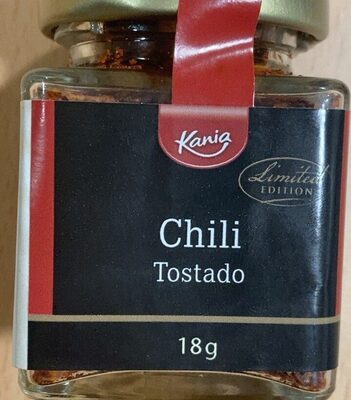 Kania
Limited
EDITION
Chili
Tostado
18g